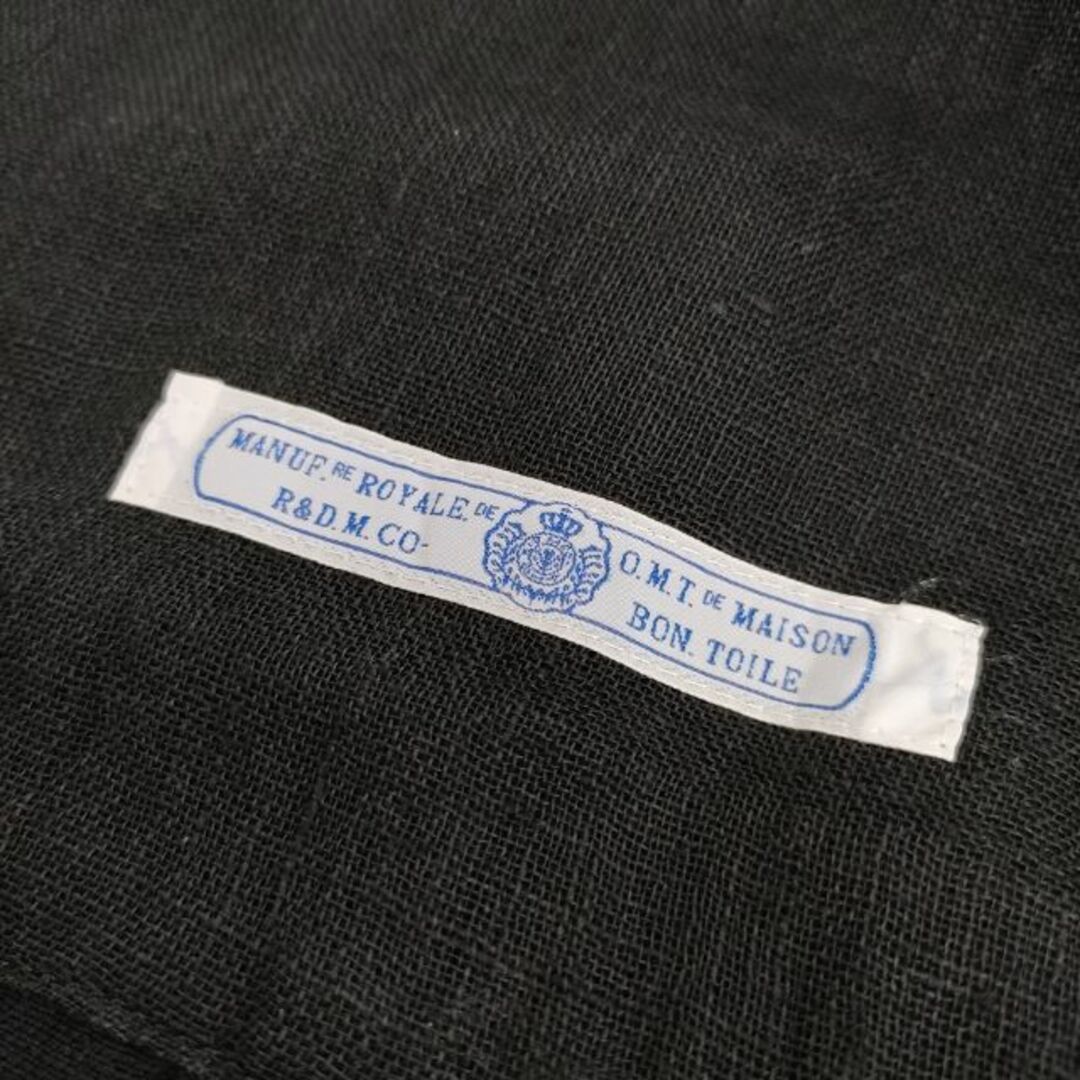 MANUF.RE ROYALE.DE
R&D.M.CO-
O.M.T.DE MAISON
BON.TOILE